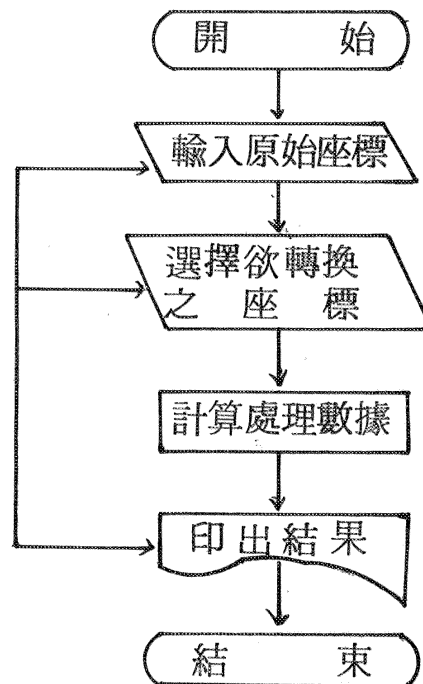 開始
輸入原始座標
選擇欲轉換
之座標
計算處理數據
印出結果
結束